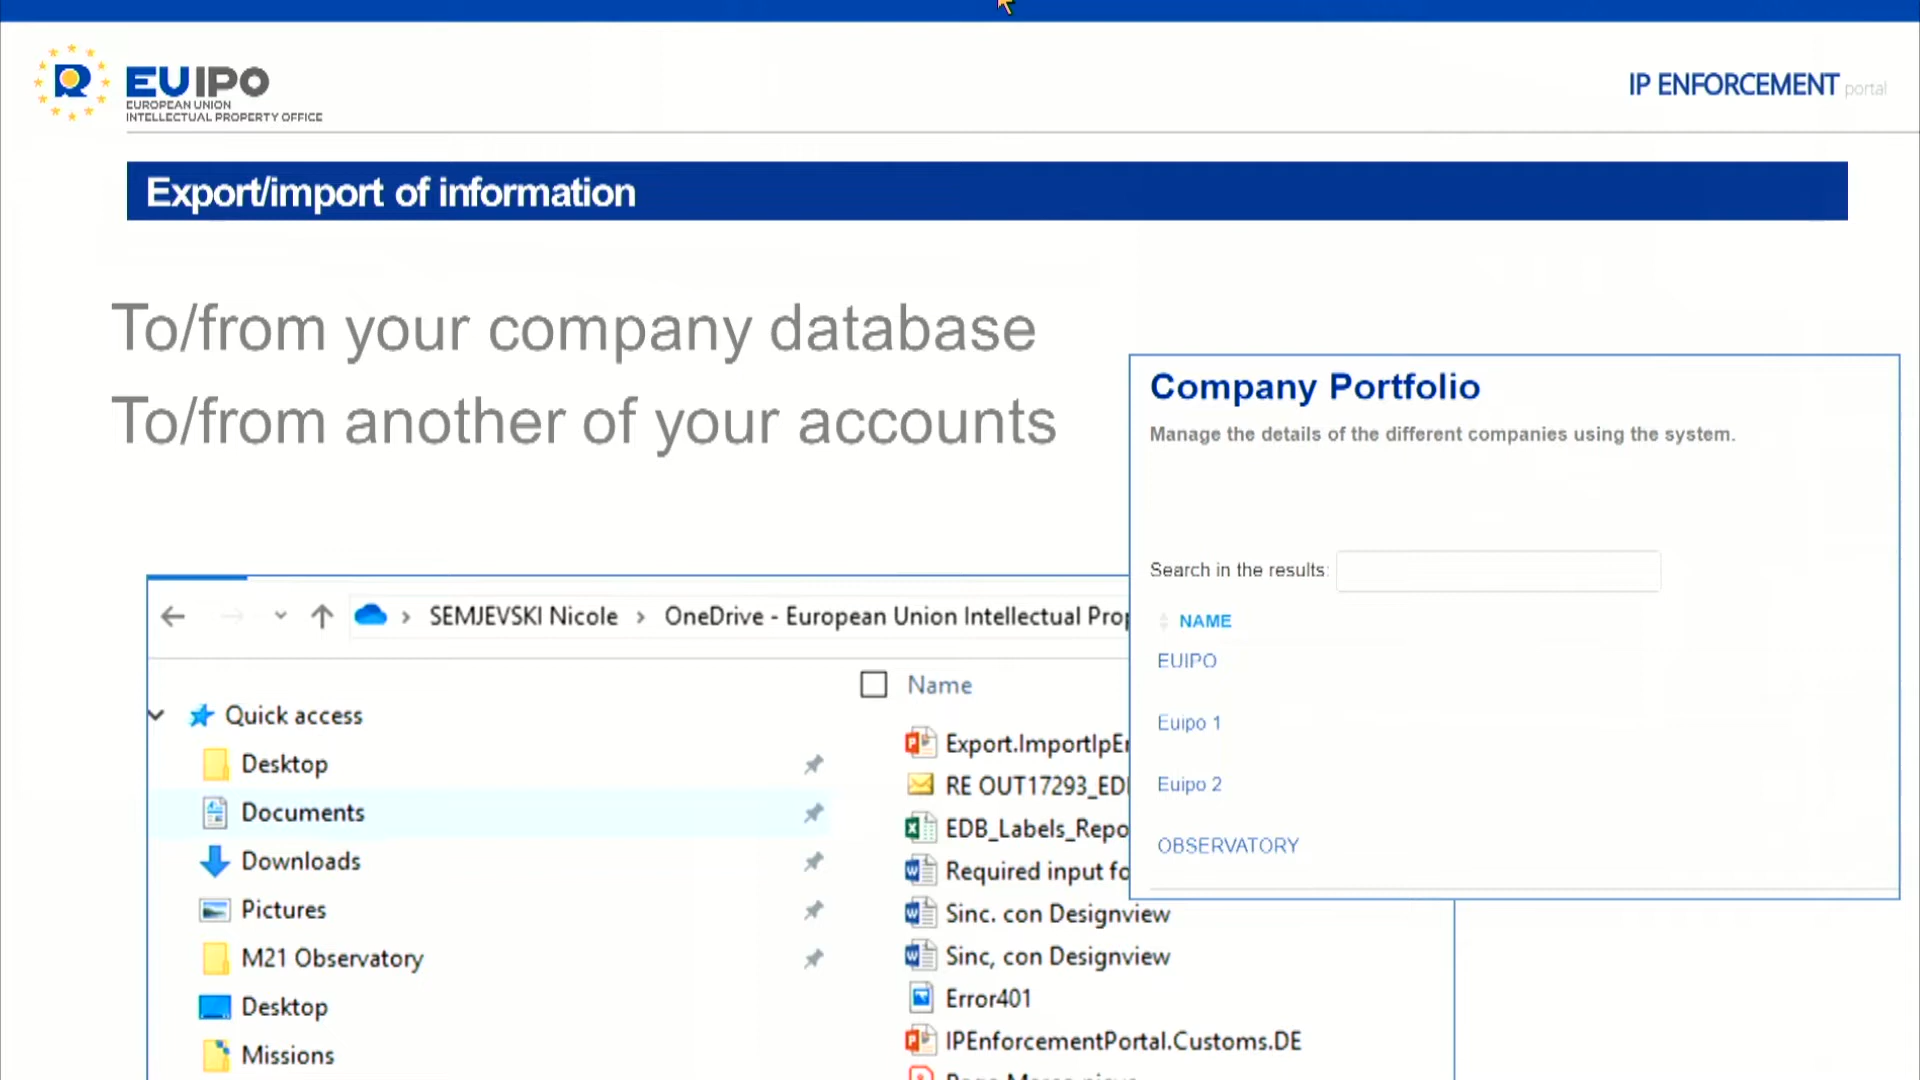 EUIPO
EUROPEAN UNION
INTELLECTUAL PROPERTY OFFICE
IP ENFORCEMENT portal
Export/import of information
To/from your company database
To/from another of your accounts
Company Portfolio
Manage the details of the different companies using the system.
Search in the results:
NAME
EUIPO
Euipo 1
Euipo 2
OBSERVATORY
SEMJEVSKI Nicole > OneDrive - European Union Intellectual Prop
Quick access
Desktop
Documents
Downloads
Pictures
M21 Observatory
Desktop
Missions
Name
Export.ImportIpEn
RE OUT17293_EDB
EDB_Labels_Repo
Required input fo
Sinc. con Designview
Sinc, con Designview
Error401
IPEnforcementPortal.Customs.DE